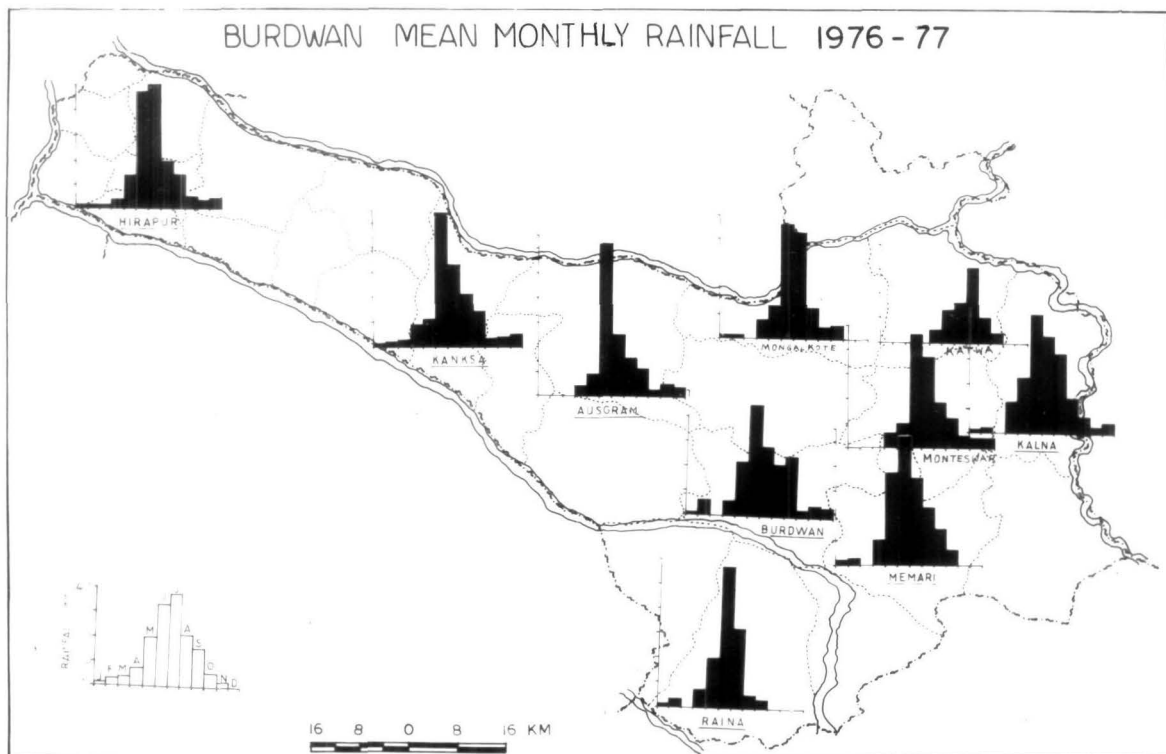 BURDWAN MEAN MONTHLY RAINFALL 1976-77
HIRAPUR
KANKSA
AUSGRAM
MONGALKOTE
KATWA
MONTESWAR
KALNA
BURDWAN
MEMARI
RAINA
F M A M J J A S O N D
16 8 0 8 16 KM